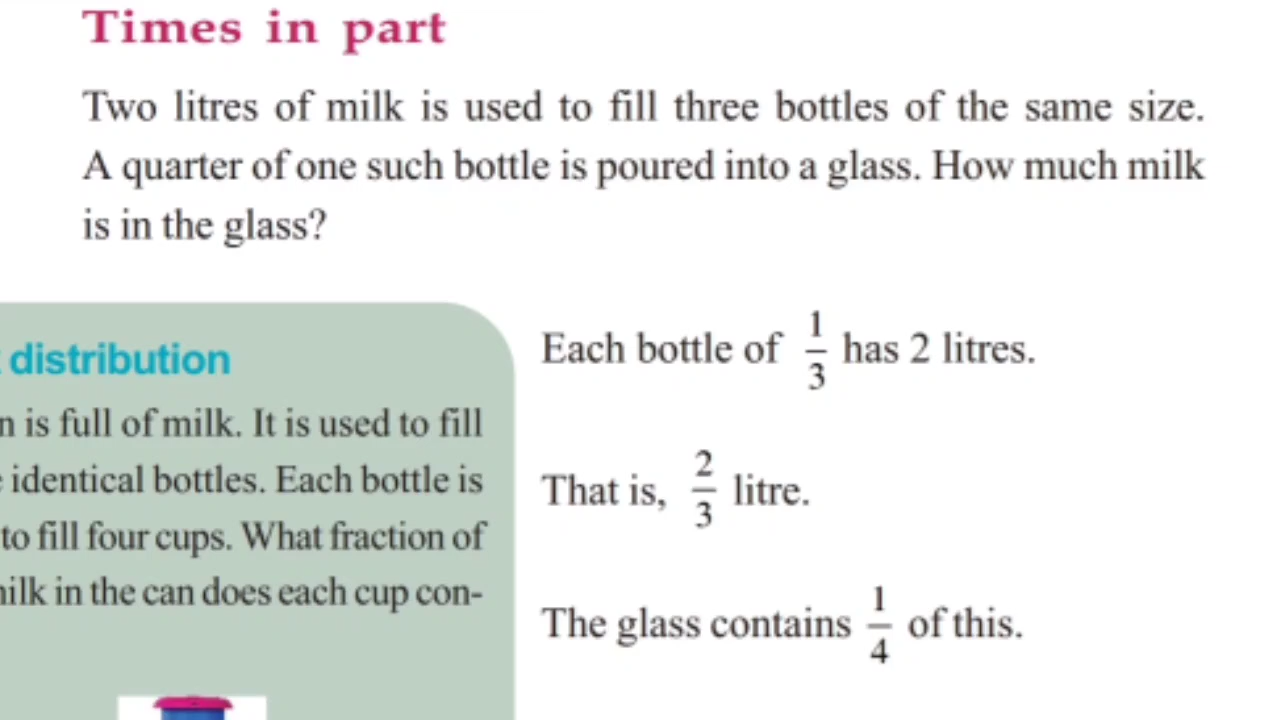 Times in part
Two litres of milk is used to fill three bottles of the same size.
A quarter of one such bottle is poured into a glass. How much milk
is in the glass?
distribution
n is full of milk. It is used to fill
identical bottles. Each bottle is
to fill four cups. What fraction of
milk in the can does each cup con-
Each bottle of 1/3 has 2 litres.
That is, 2/3 litre.
The glass contains 1/4 of this.